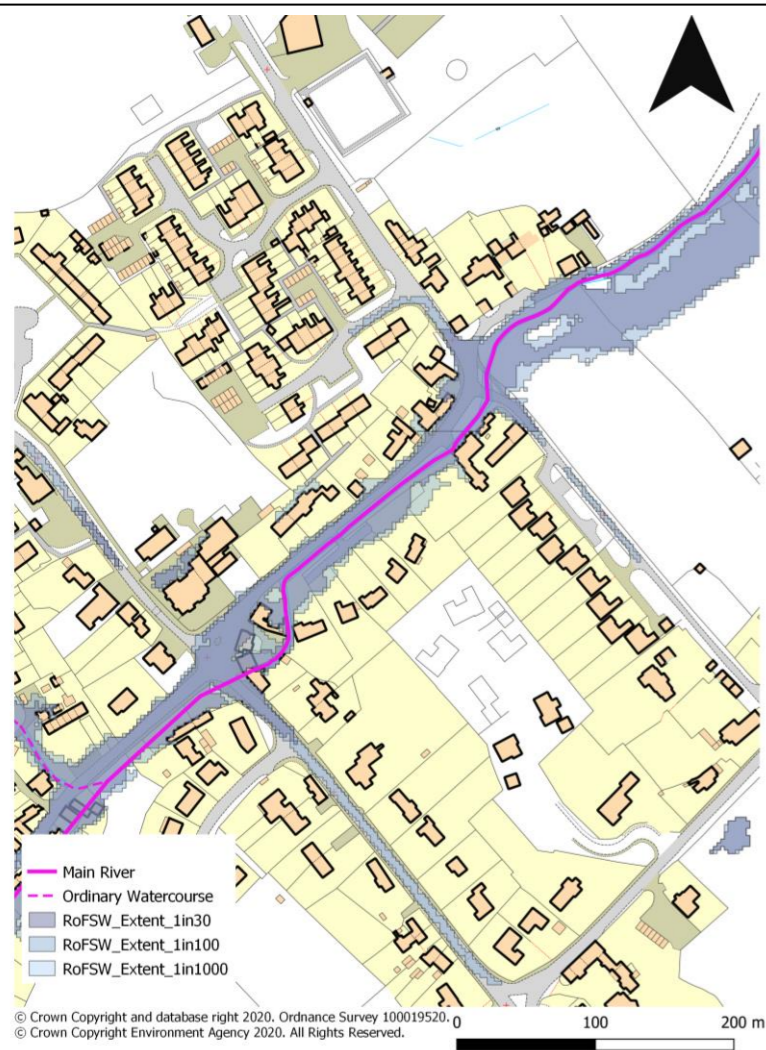 Main River
Ordinary Watercourse
RoFSW_Extent_1in30
RoFSW_Extent_1in100
RoFSW_Extent_1in1000
© Crown Copyright and database right 2020. Ordnance Survey 100019520.
© Crown Copyright Environment Agency 2020. All Rights Reserved.
0 100 200 m